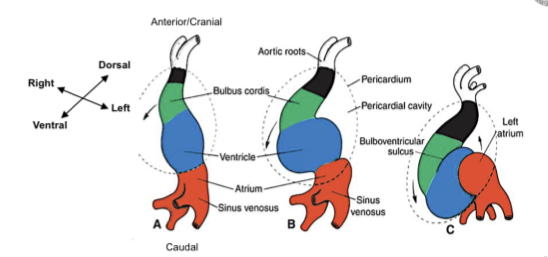 Anterior/Cranial
Aortic roots
Dorsal
Right
Left
Ventral
Bulbus cordis
Pericardium
Pericardial cavity
Left
atrium
Bulboventricular
sulcus
Ventricle
Atrium
Sinus venosus
Sinus
venosus
A
B
C
Caudal